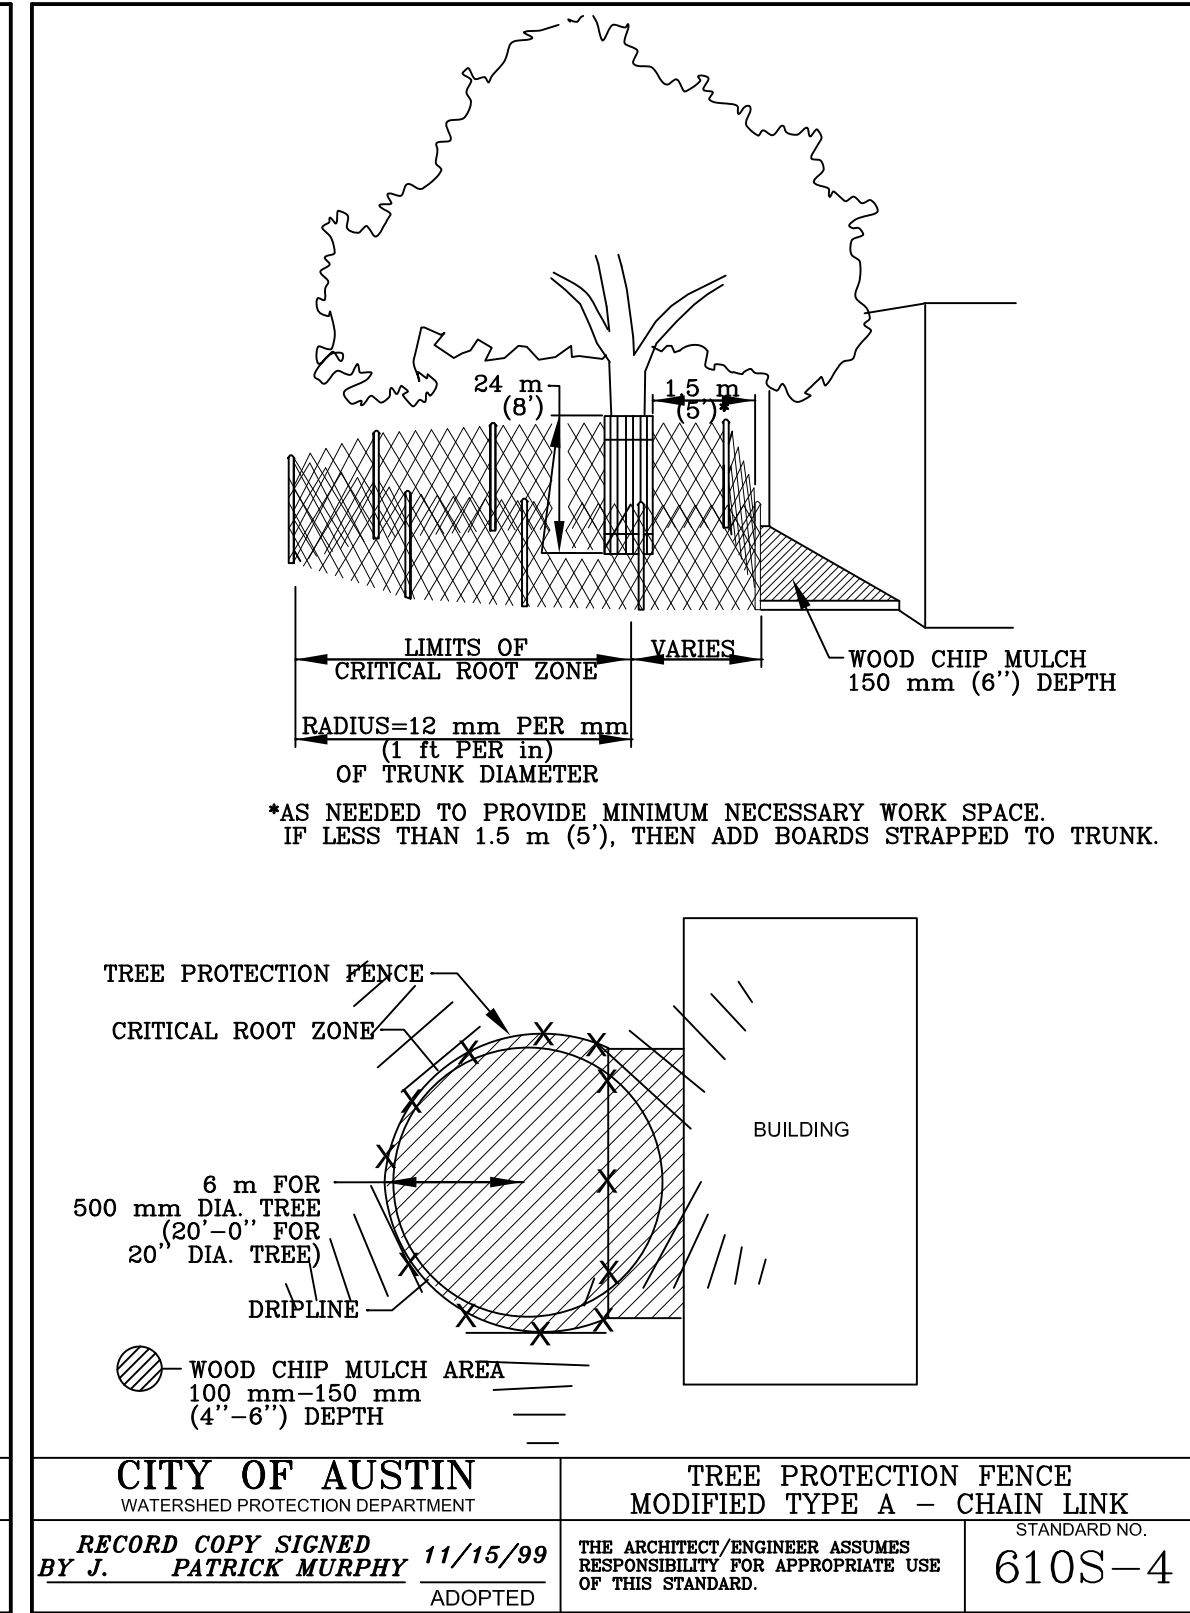 24 m
(8')
1.5 m
(5')*
LIMITS OF
CRITICAL ROOT ZONE
VARIES
WOOD CHIP MULCH
150 mm (6'') DEPTH
RADIUS=12 mm PER mm
(1 ft PER in)
OF TRUNK DIAMETER
*AS NEEDED TO PROVIDE MINIMUM NECESSARY WORK SPACE.
IF LESS THAN 1.5 m (5'), THEN ADD BOARDS STRAPPED TO TRUNK.
TREE PROTECTION FENCE
CRITICAL ROOT ZONE
BUILDING
6 m FOR
500 mm DIA. TREE
(20'-0'' FOR
20'' DIA. TREE)
DRIPLINE
WOOD CHIP MULCH AREA
100 mm-150 mm
(4''-6'') DEPTH
CITY OF AUSTIN
WATERSHED PROTECTION DEPARTMENT
TREE PROTECTION FENCE
MODIFIED TYPE A - CHAIN LINK
RECORD COPY SIGNED
BY J. PATRICK MURPHY
11/15/99
ADOPTED
THE ARCHITECT/ENGINEER ASSUMES
RESPONSIBILITY FOR APPROPRIATE USE
OF THIS STANDARD.
STANDARD NO.
610S-4